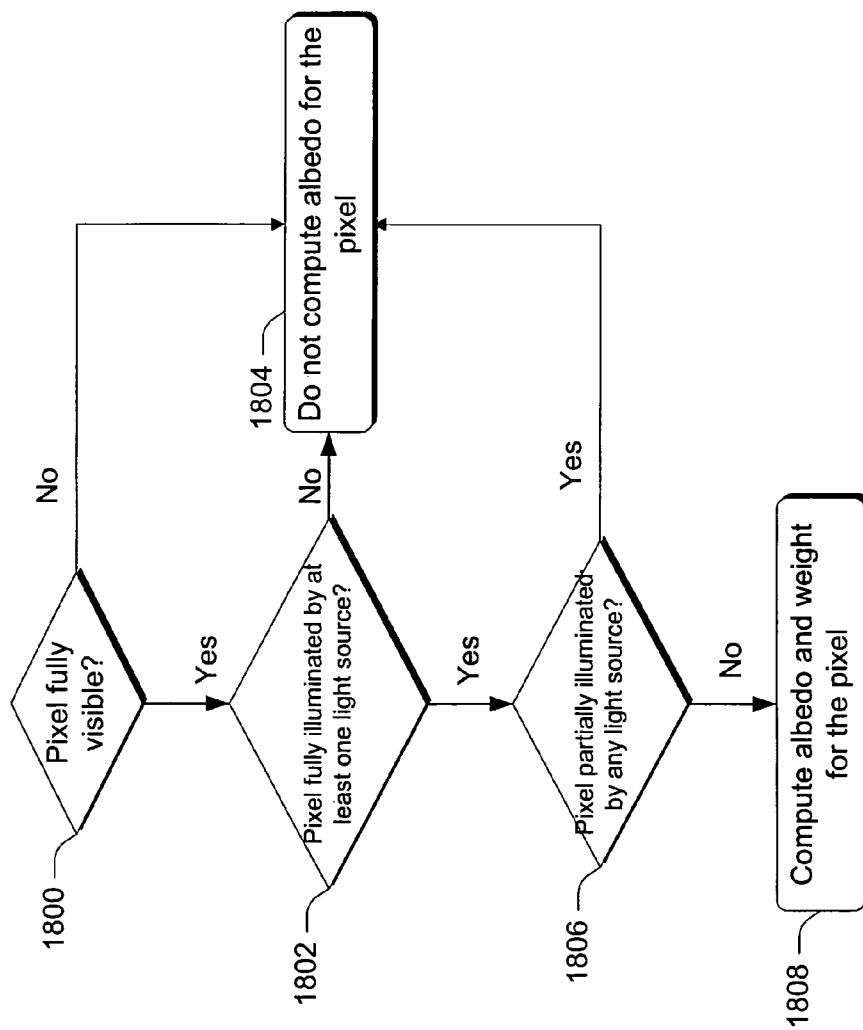 1800
Pixel fully
visible?
No
Yes
1802
Pixel fully illuminated by at
least one light source?
No
1804
Do not compute albedo for the
pixel
Yes
1806
Pixel partially illuminated
by any light source?
Yes
No
1808
Compute albedo and weight
for the pixel